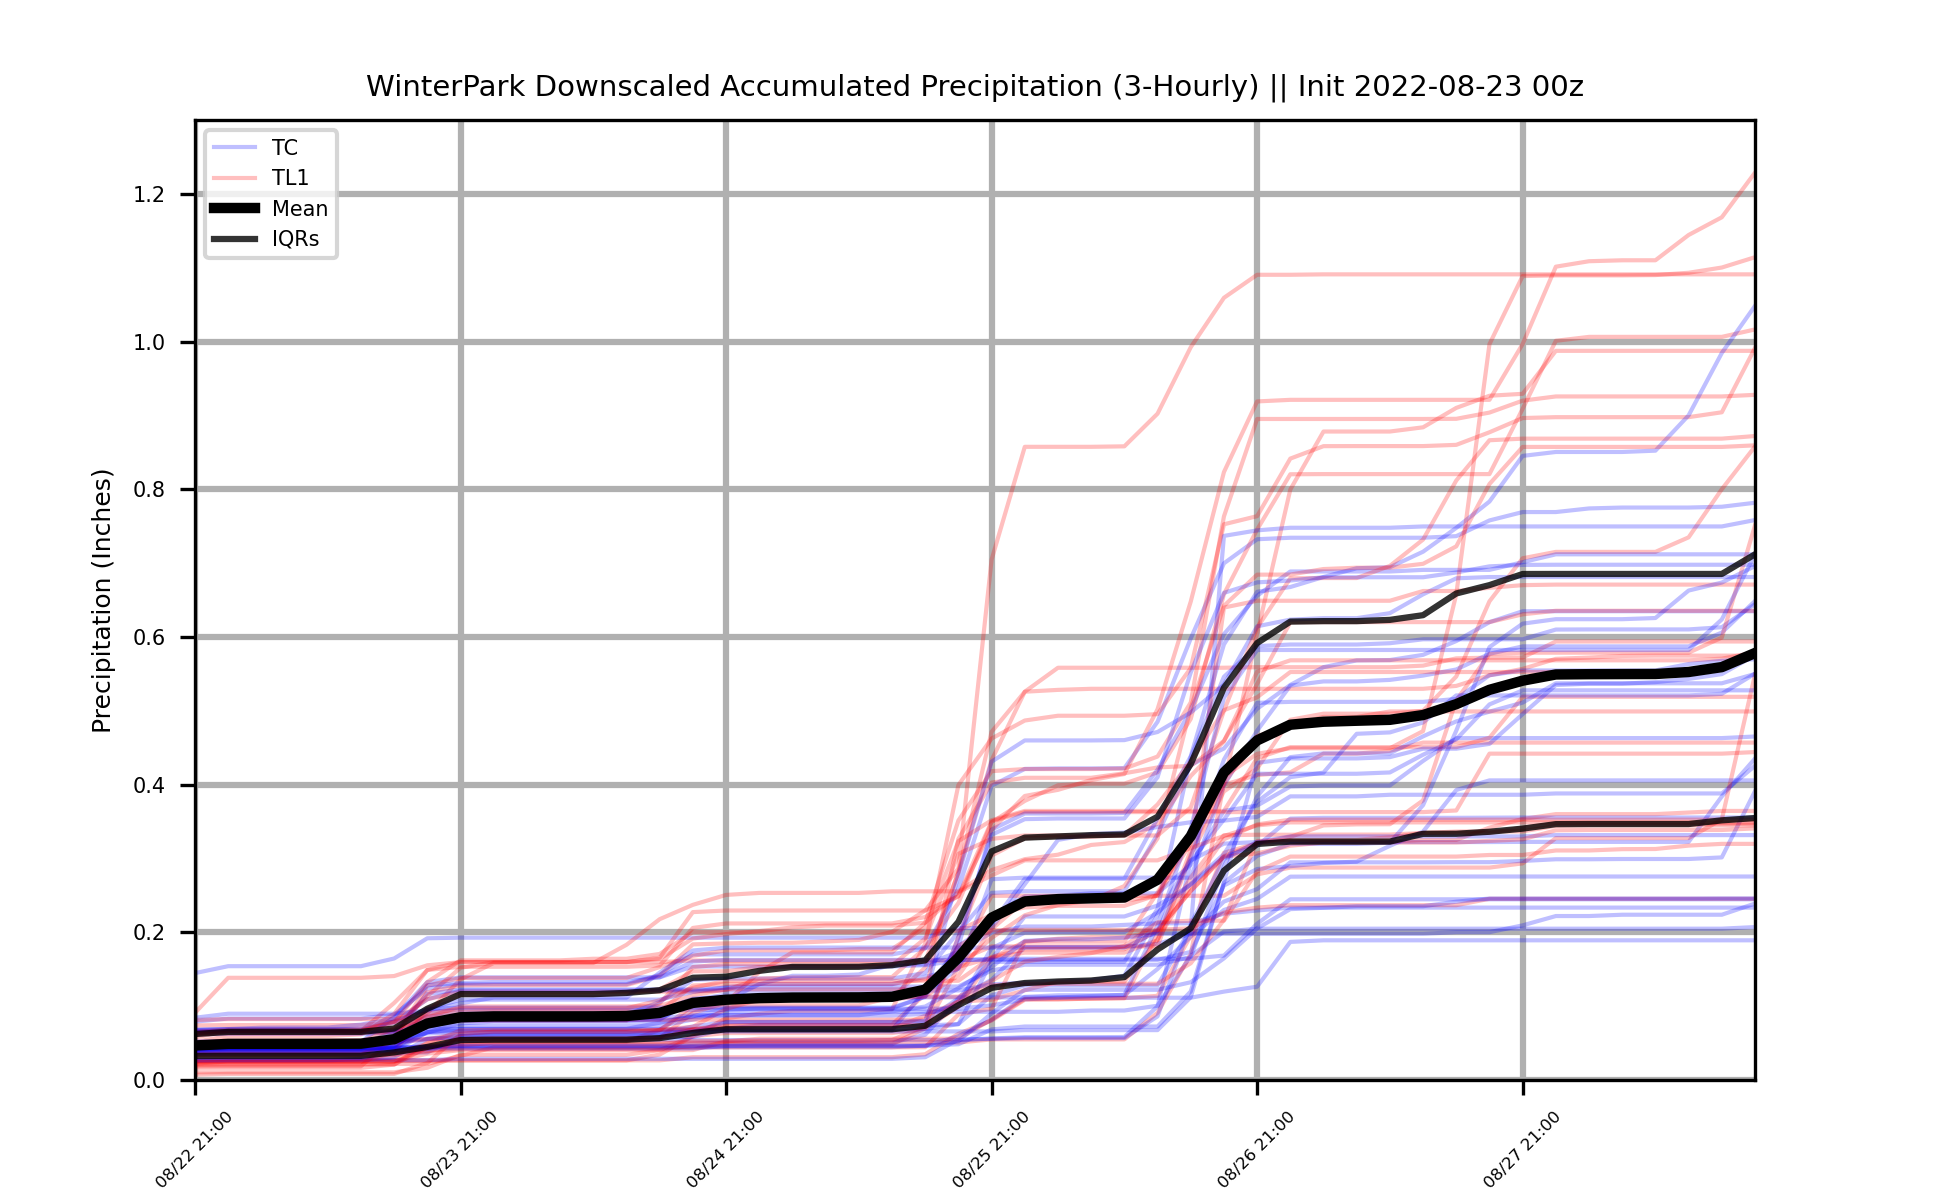 WinterPark Downscaled Accumulated Precipitation (3-Hourly) || Init 2022-08-23 00z
TC
TL1
Mean
IQRs
Precipitation (Inches)
1.2
1.0
0.8
0.6
0.4
0.2
0.0
08/22 21:00
08/23 21:00
08/24 21:00
08/25 21:00
08/26 21:00
08/27 21:00